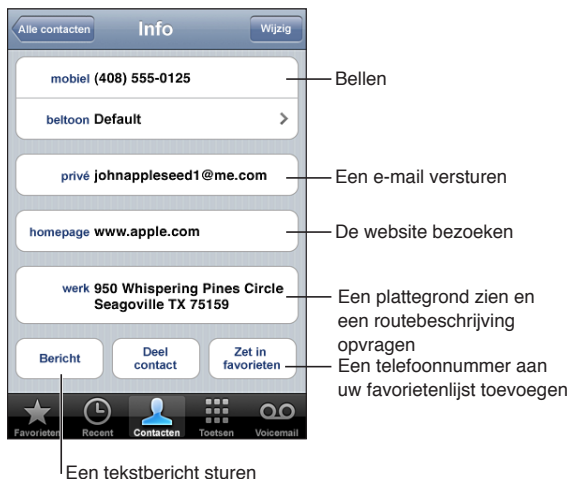 Alle contacten Info Wijzig
mobiel (408) 555-0125
Bellen
beltoon Default
privé johnappleseed1@me.com
Een e-mail versturen
homepage www.apple.com
De website bezoeken
werk 950 Whispering Pines Circle
Seagoville TX 75159
Een plattegrond zien en
een routebeschrijving
opvragen
Bericht
Deel
contact
Zet in
favorieten
Een telefoonnummer aan
uw favorietenlijst toevoegen
Favorieten Recent Contacten Toetsen Voicemail
Een tekstbericht sturen